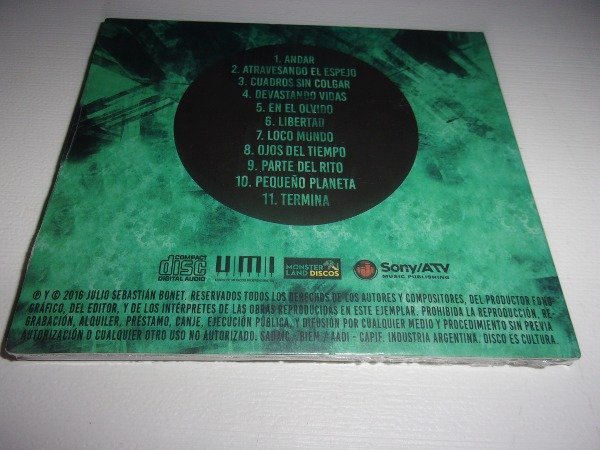 1. ANDAR
2. ATRAVESANDO EL ESPEJO
3. CUADROS SIN COLGAR
4. DEVASTANDO VIDAS
5. EN EL OLVIDO
6. LIBERTAD
7. LOCO MUNDO
8. OJOS DEL TIEMPO
9. PARTE DEL RITO
10. PEQUEÑO PLANETA
11. TERMINA
COMPACT
disc
DIGITAL AUDIO
UMI
MONSTER
LAND DISCOS
Sony/ATV
MUSIC PUBLISHING
Ⓟ Y © 2016 JULIO SEBASTIÁN BONET. RESERVADOS TODOS LOS DERECHOS DE LOS AUTORES Y COMPOSITORES, DEL PRODUCTOR FONO-
GRÁFICO, DEL EDITOR, Y DE LOS INTÉRPRETES DE LAS OBRAS REPRODUCIDAS EN ESTE EJEMPLAR. PROHIBIDA LA REPRODUCCIÓN, RE-
GRABACIÓN, ALQUILER, PRÉSTAMO, CANJE, EJECUCIÓN PÚBLICA, Y DIFUSIÓN POR CUALQUIER MEDIO Y PROCEDIMIENTO SIN PREVIA
AUTORIZACIÓN O CUALQUIER OTRO USO NO AUTORIZADO. SADAIC / BIEM / AADI - CAPIF. INDUSTRIA ARGENTINA. DISCO ES CULTURA.